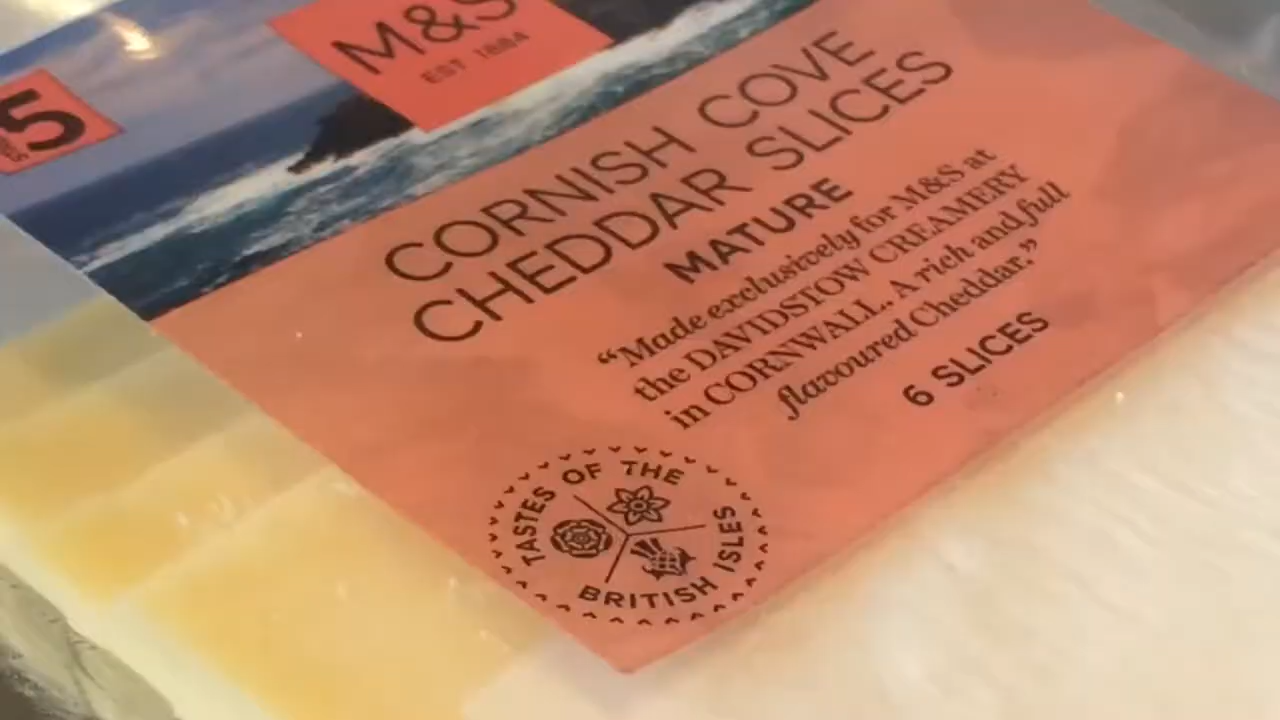 M&S
EST 1884
5
CORNISH COVE
CHEDDAR SLICES
MATURE
“Made exclusively for M&S at
the DAVIDSTOW CREAMERY
in CORNWALL. A rich and full
flavoured Cheddar.”
6 SLICES
TASTES OF THE
BRITISH ISLES